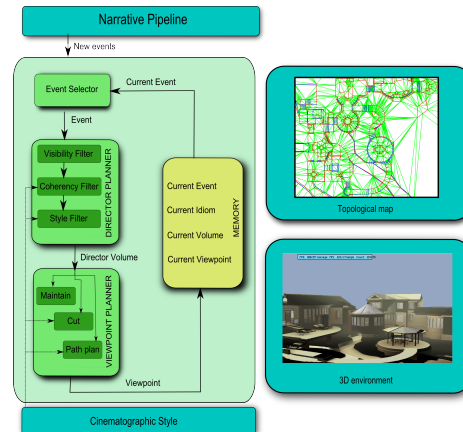 Narrative Pipeline
New events
Event Selector
Current Event
Event
Visibility Filter
Coherency Filter
Style Filter
DIRECTOR PLANNER
Director Volume
Maintain
Cut
Path plan
VIEWPOINT PLANNER
Viewpoint
Current Event
Current Idiom
Current Volume
Current Viewpoint
MEMORY
Cinematographic Style
Topological map
3D environment